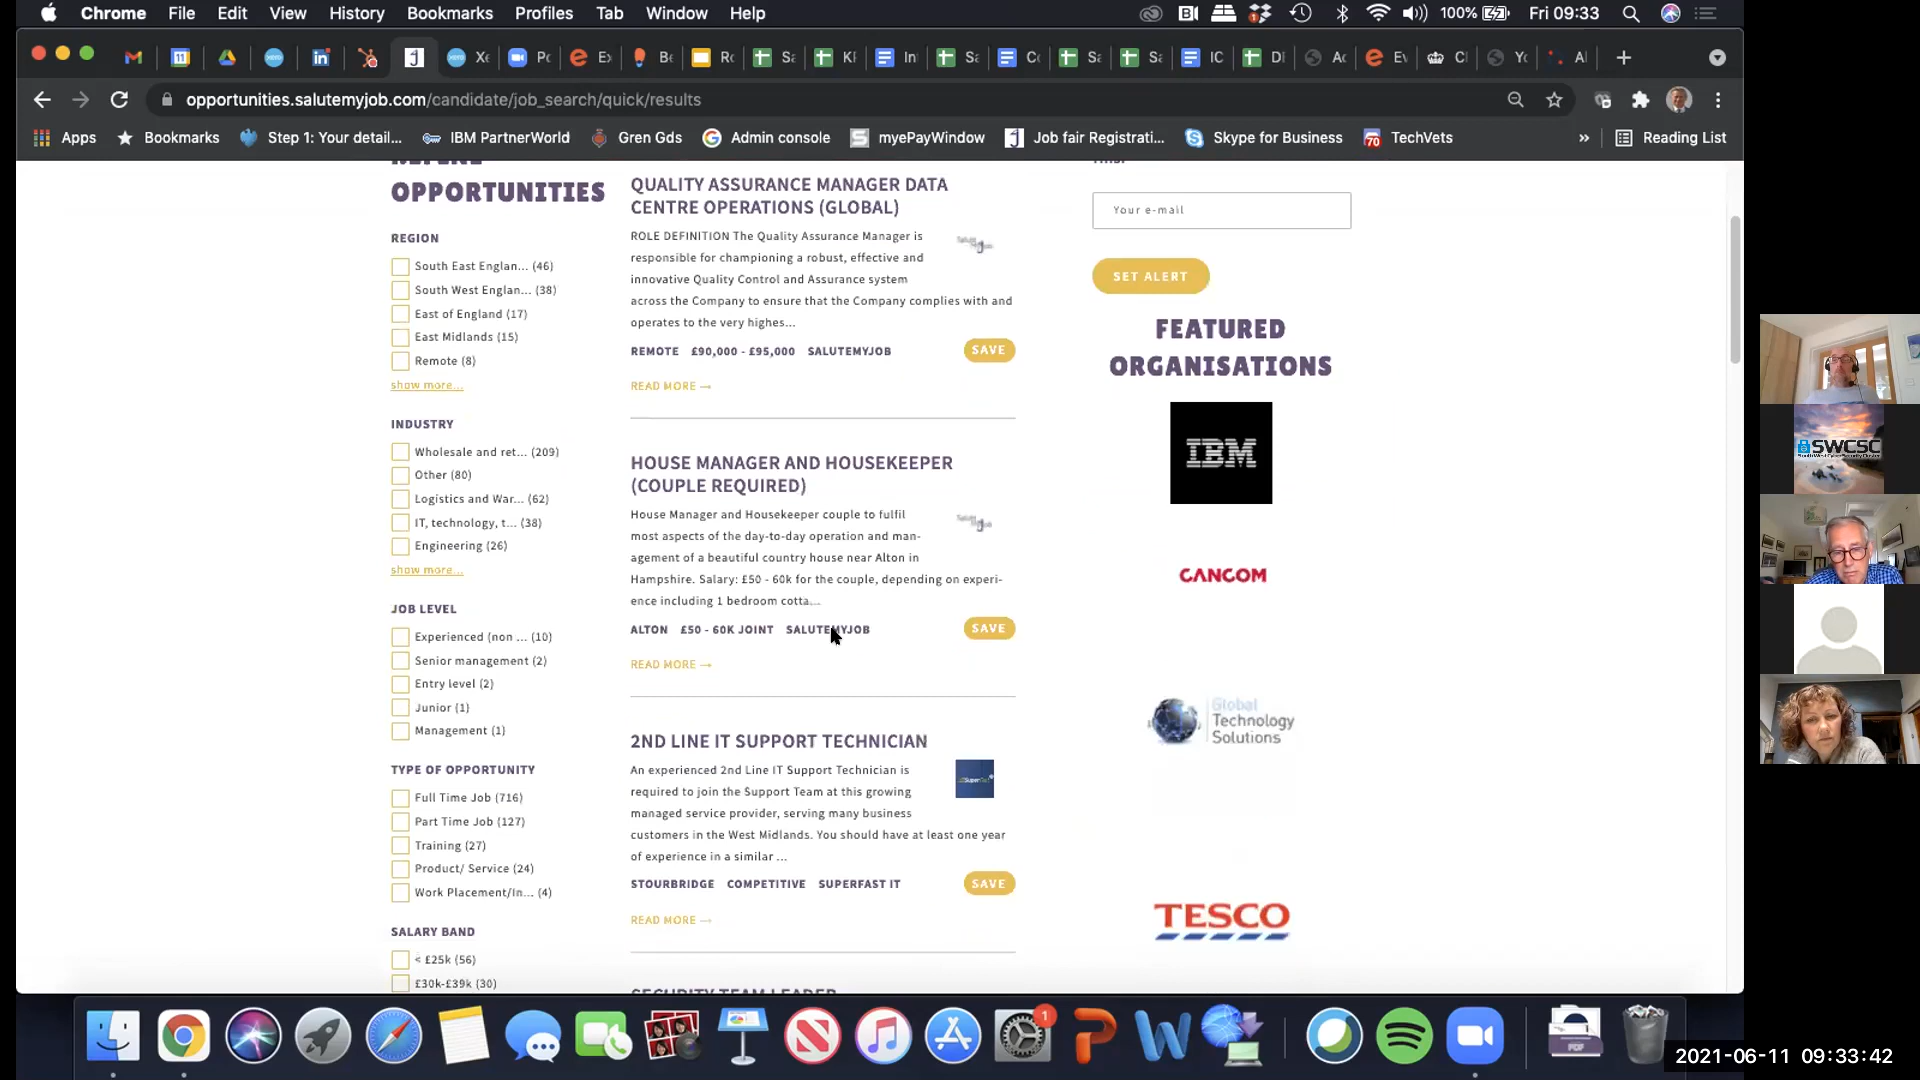 Chrome File Edit View History Bookmarks Profiles Tab Window Help
100% Fri 09:33
opportunities.salutemyjob.com/candidate/job_search/quick/results
Apps Bookmarks Step 1: Your detail... IBM PartnerWorld Gren Gds Admin console myePayWindow Job fair Registrati... Skype for Business TechVets » Reading List
OPPORTUNITIES
REGION
South East Englan... (46)
South West Englan... (38)
East of England (17)
East Midlands (15)
Remote (8)
show more...
INDUSTRY
Wholesale and ret... (209)
Other (80)
Logistics and War... (62)
IT, technology, t... (38)
Engineering (26)
show more...
JOB LEVEL
Experienced (non ... (10)
Senior management (2)
Entry level (2)
Junior (1)
Management (1)
TYPE OF OPPORTUNITY
Full Time Job (716)
Part Time Job (127)
Training (27)
Product/ Service (24)
Work Placement/In... (4)
SALARY BAND
< £25k (56)
£30k-£39k (30)
QUALITY ASSURANCE MANAGER DATA
CENTRE OPERATIONS (GLOBAL)
ROLE DEFINITION The Quality Assurance Manager is
responsible for championing a robust, effective and
innovative Quality Control and Assurance system
across the Company to ensure that the Company complies with and
operates to the very highes...
REMOTE £90,000 - £95,000 SALUTEMYJOB
SAVE
READ MORE →
HOUSE MANAGER AND HOUSEKEEPER
(COUPLE REQUIRED)
House Manager and Housekeeper couple to fulfil
most aspects of the day-to-day operation and man-
agement of a beautiful country house near Alton in
Hampshire. Salary: £50 - 60k for the couple, depending on experi-
ence including 1 bedroom cotta...
ALTON £50 - 60K JOINT SALUTEMYJOB
SAVE
READ MORE →
2ND LINE IT SUPPORT TECHNICIAN
An experienced 2nd Line IT Support Technician is
required to join the Support Team at this growing
managed service provider, serving many business
customers in the West Midlands. You should have at least one year
of experience in a similar ...
STOURBRIDGE COMPETITIVE SUPERFAST IT
SAVE
READ MORE →
SECURITY TEAM LEADER
Your e-mail
SET ALERT
FEATURED
ORGANISATIONS
IBM
CANCOM
Global
Technology
Solutions
TESCO
SWCSC
2021-06-11 09:33:42